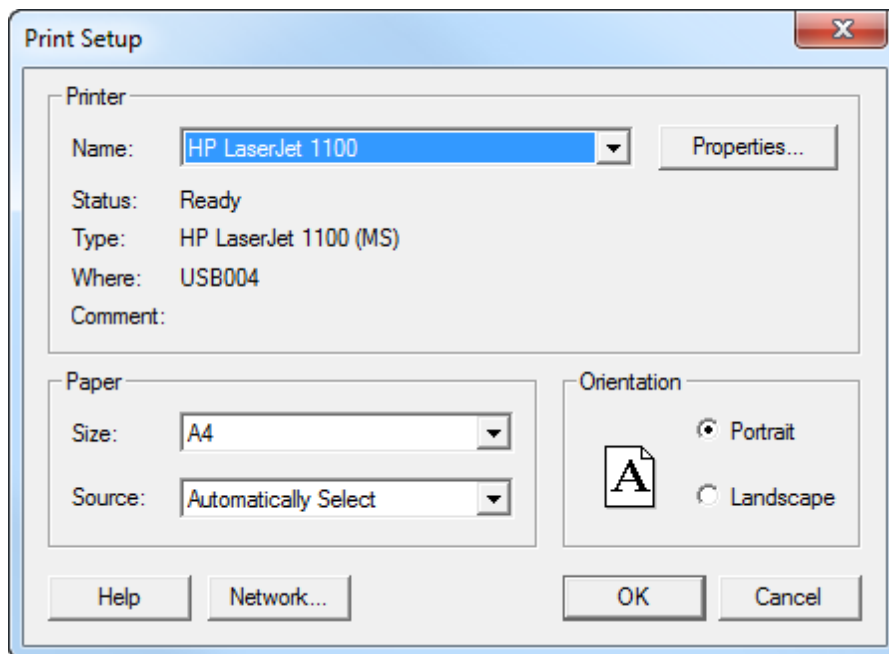 Print Setup
Printer
Name: HP LaserJet 1100 Properties...
Status: Ready
Type: HP LaserJet 1100 (MS)
Where: USB004
Comment:
Paper
Size: A4
Source: Automatically Select
Orientation
A
Portrait
Landscape
Help Network... OK Cancel